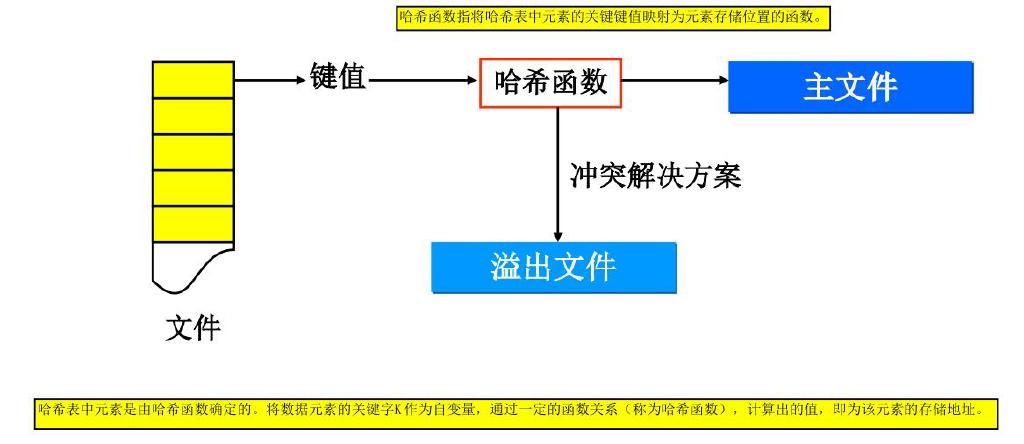 哈希函数指将哈希表中元素的关键键值映射为元素存储位置的函数。
键值
哈希函数
主文件
冲突解决方案
溢出文件
文件
哈希表中元素是由哈希函数确定的。将数据元素的关键字K作为自变量，通过一定的函数关系（称为哈希函数），计算出的值，即为该元素的存储地址。